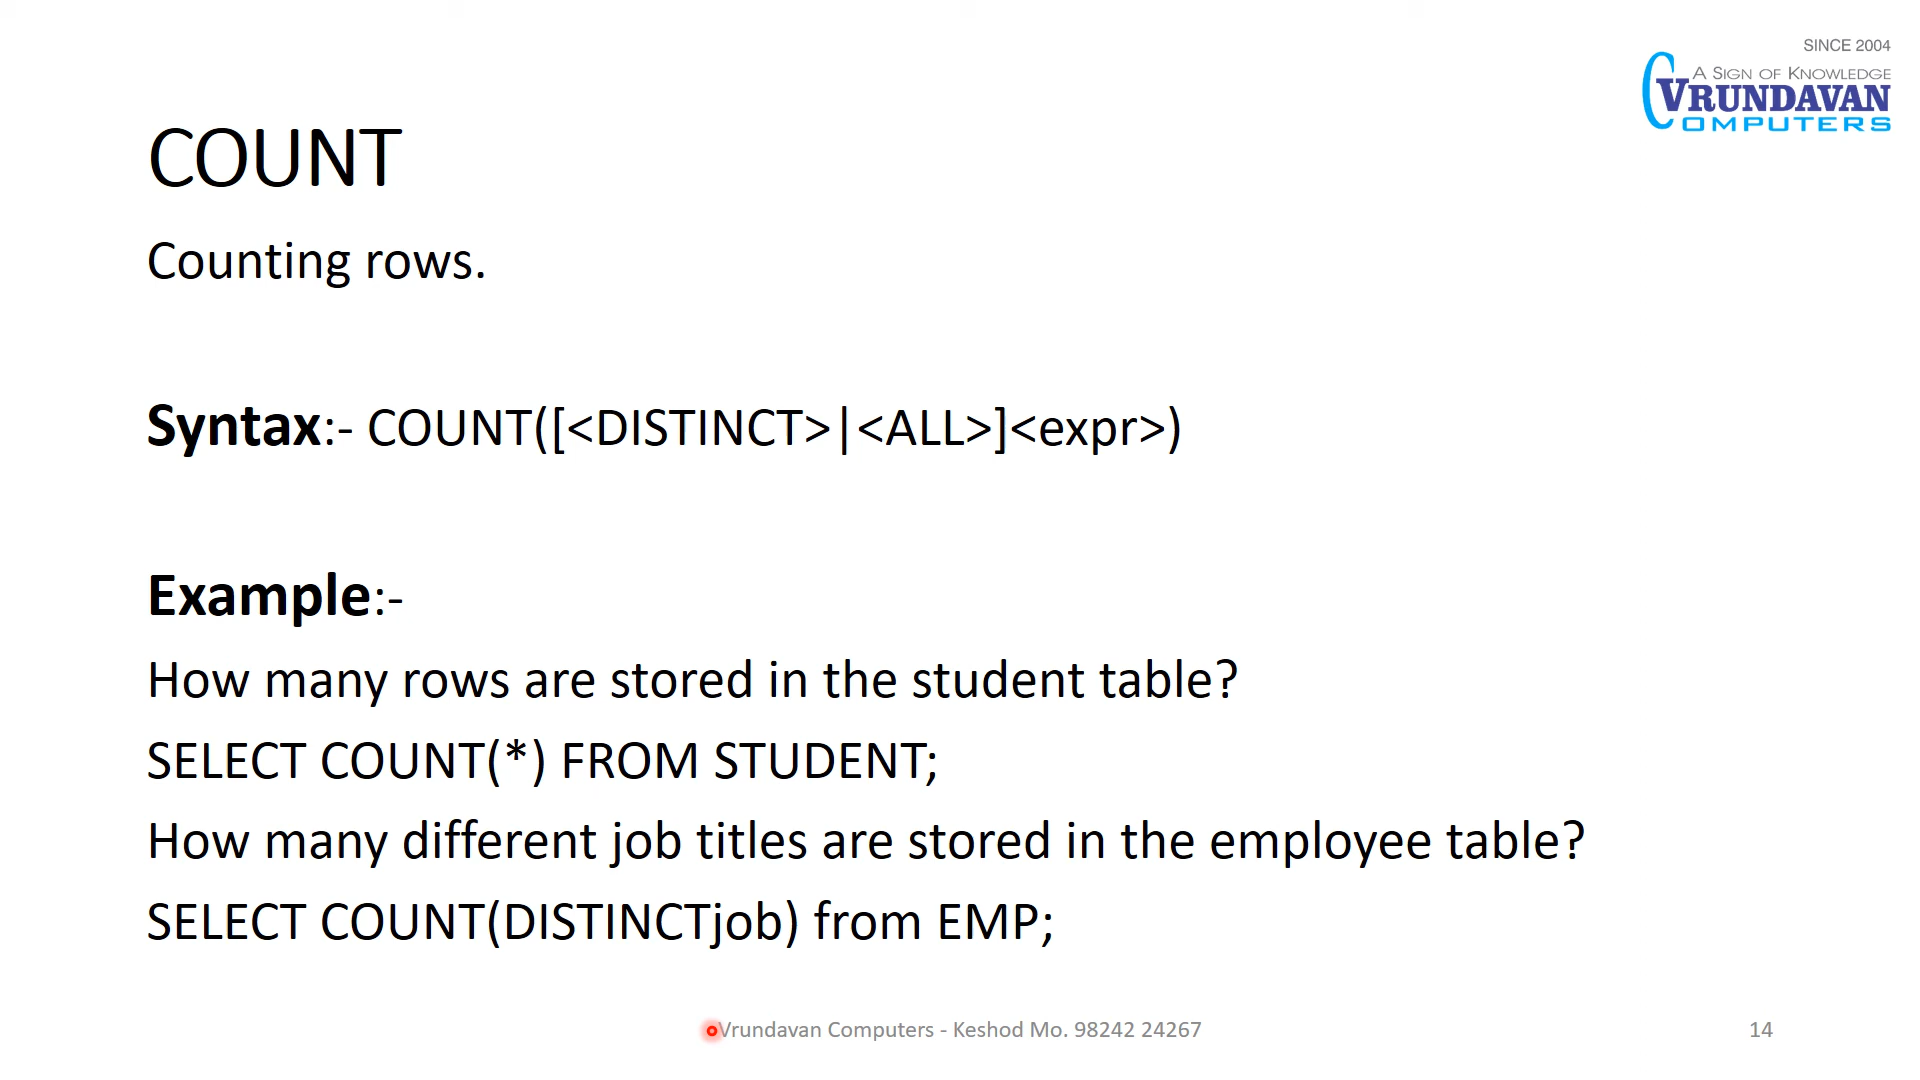 SINCE 2004
A SIGN OF KNOWLEDGE
VRUNDAVAN
COMPUTERS
COUNT
Counting rows.
Syntax:- COUNT([<DISTINCT>|<ALL>]<expr>)
Example:-
How many rows are stored in the student table?
SELECT COUNT(*) FROM STUDENT;
How many different job titles are stored in the employee table?
SELECT COUNT(DISTINCTjob) from EMP;
Vrundavan Computers - Keshod Mo. 98242 24267
14